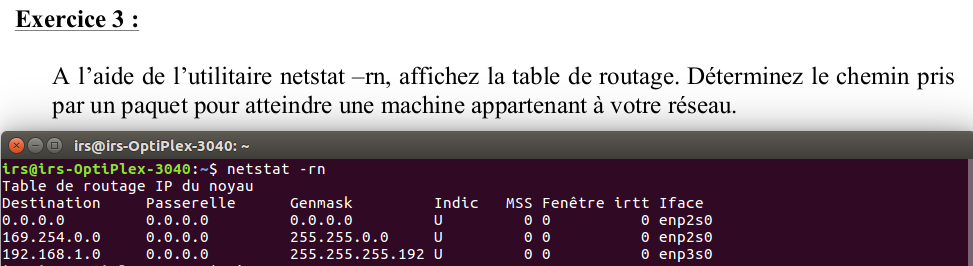 Exercice 3 :
A l’aide de l’utilitaire netstat –rn, affichez la table de routage. Déterminez le chemin pris
par un paquet pour atteindre une machine appartenant à votre réseau.
irs@irs-OptiPlex-3040: ~
irs@irs-OptiPlex-3040:~$ netstat -rn
Table de routage IP du noyau
Destination Passerelle Genmask Indic MSS Fenêtre irtt Iface
0.0.0.0 0.0.0.0 0.0.0.0 U 0 0 0 enp2s0
169.254.0.0 0.0.0.0 255.255.0.0 U 0 0 0 enp2s0
192.168.1.0 0.0.0.0 255.255.255.192 U 0 0 0 enp3s0